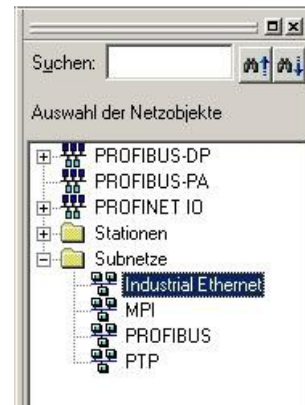 Suchen:
Auswahl der Netzobjekte
PROFIBUS-DP
PROFIBUS-PA
PROFINET IO
Stationen
Subnetze
Industrial Ethernet
MPI
PROFIBUS
PTP